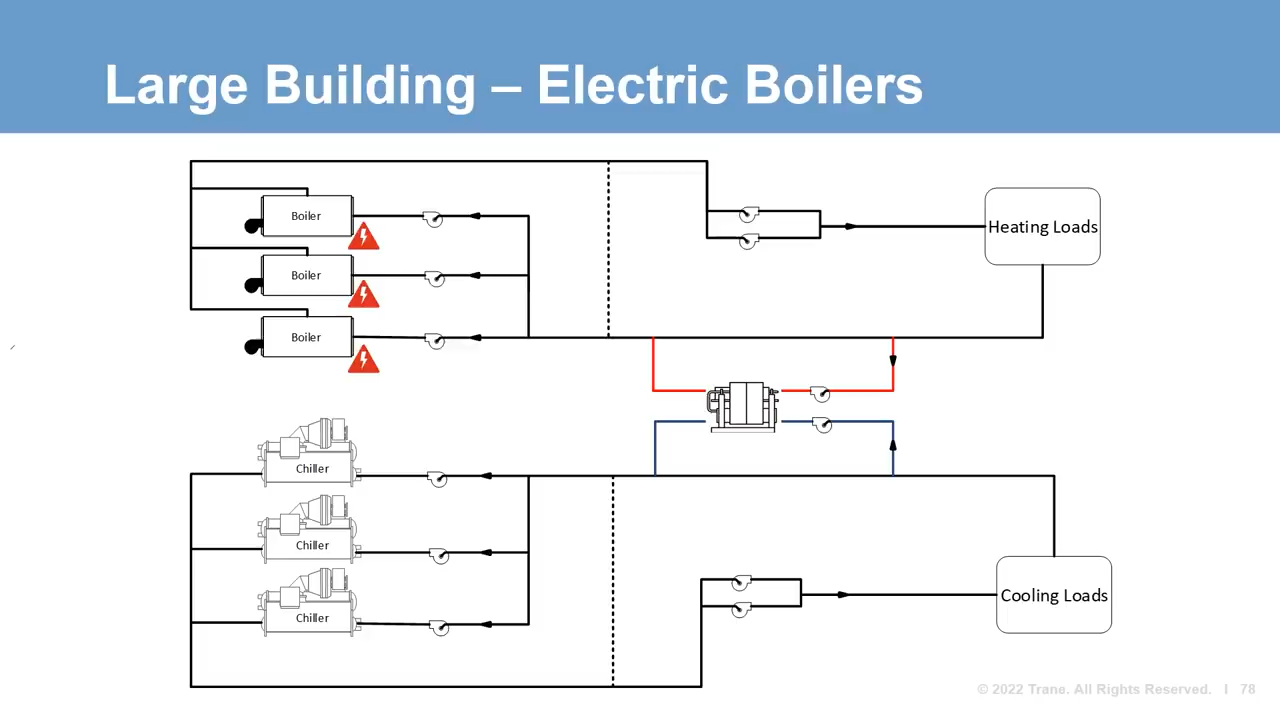 Large Building – Electric Boilers
Boiler
Heating Loads
Boiler
Boiler
Chiller
Chiller
Cooling Loads
Chiller
© 2022 Trane. All Rights Reserved. I 78